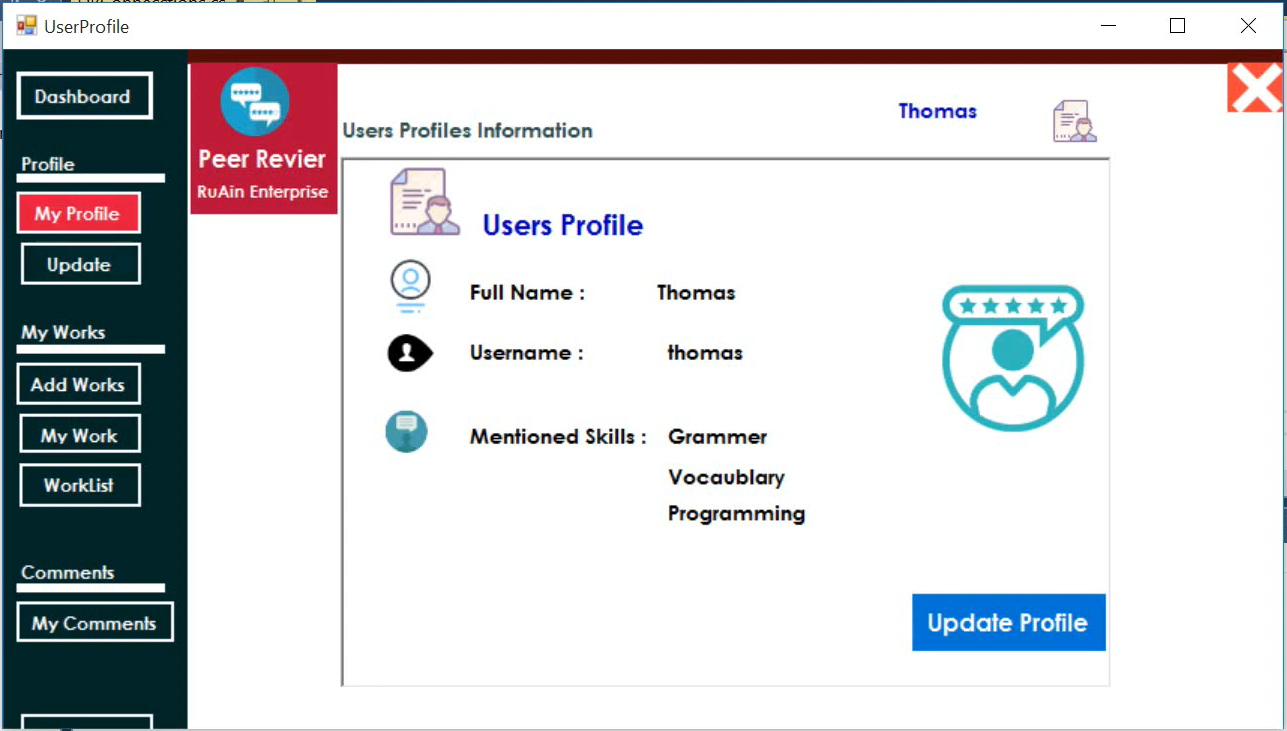 UserProfile
Dashboard
Profile
My Profile
Update
My Works
Add Works
My Work
WorkList
Comments
My Comments
Peer Revier
RuAin Enterprise
Users Profiles Information
Thomas
Users Profile
Full Name : Thomas
Username : thomas
Mentioned Skills : Grammer
Vocaublary
Programming
Update Profile